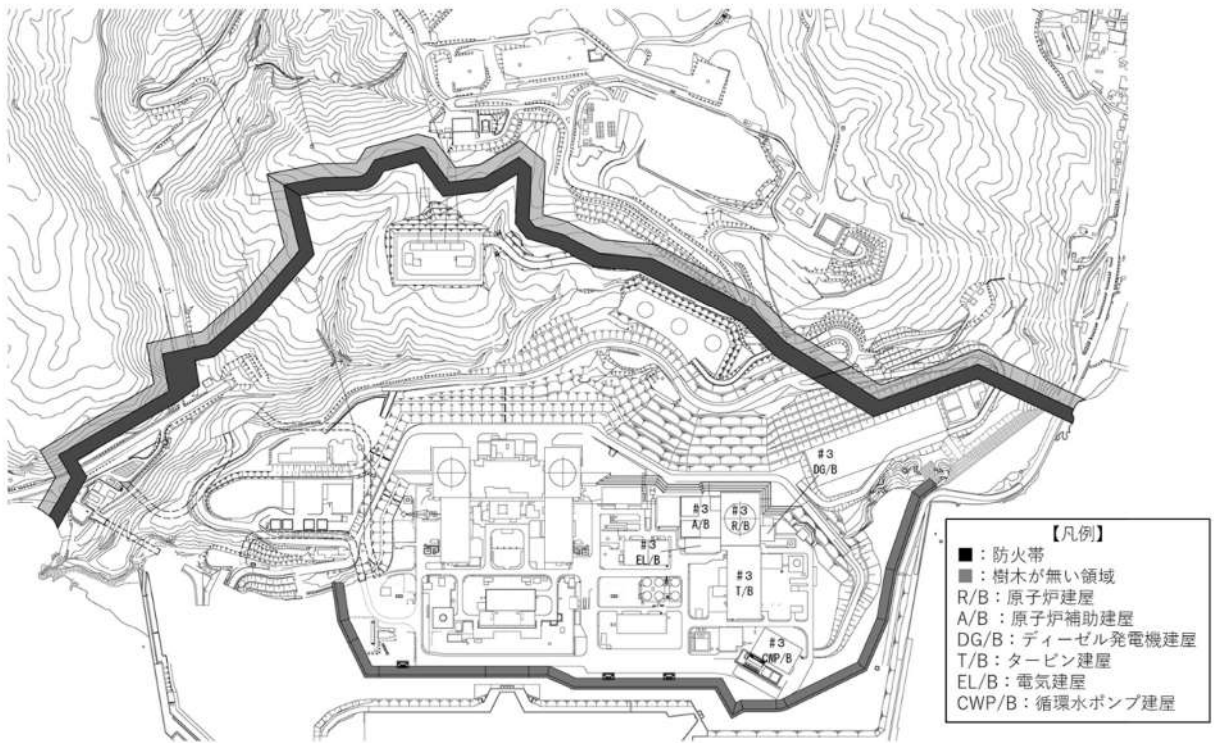 #3
DG/B
#3
A/B
#3
R/B
#3
EL/B
#3
T/B
#3
CWP/B
【凡例】
■：防火帯
■：樹木が無い領域
R/B：原子炉建屋
A/B：原子炉補助建屋
DG/B：ディーゼル発電機建屋
T/B：タービン建屋
EL/B：電気建屋
CWP/B：循環水ポンプ建屋